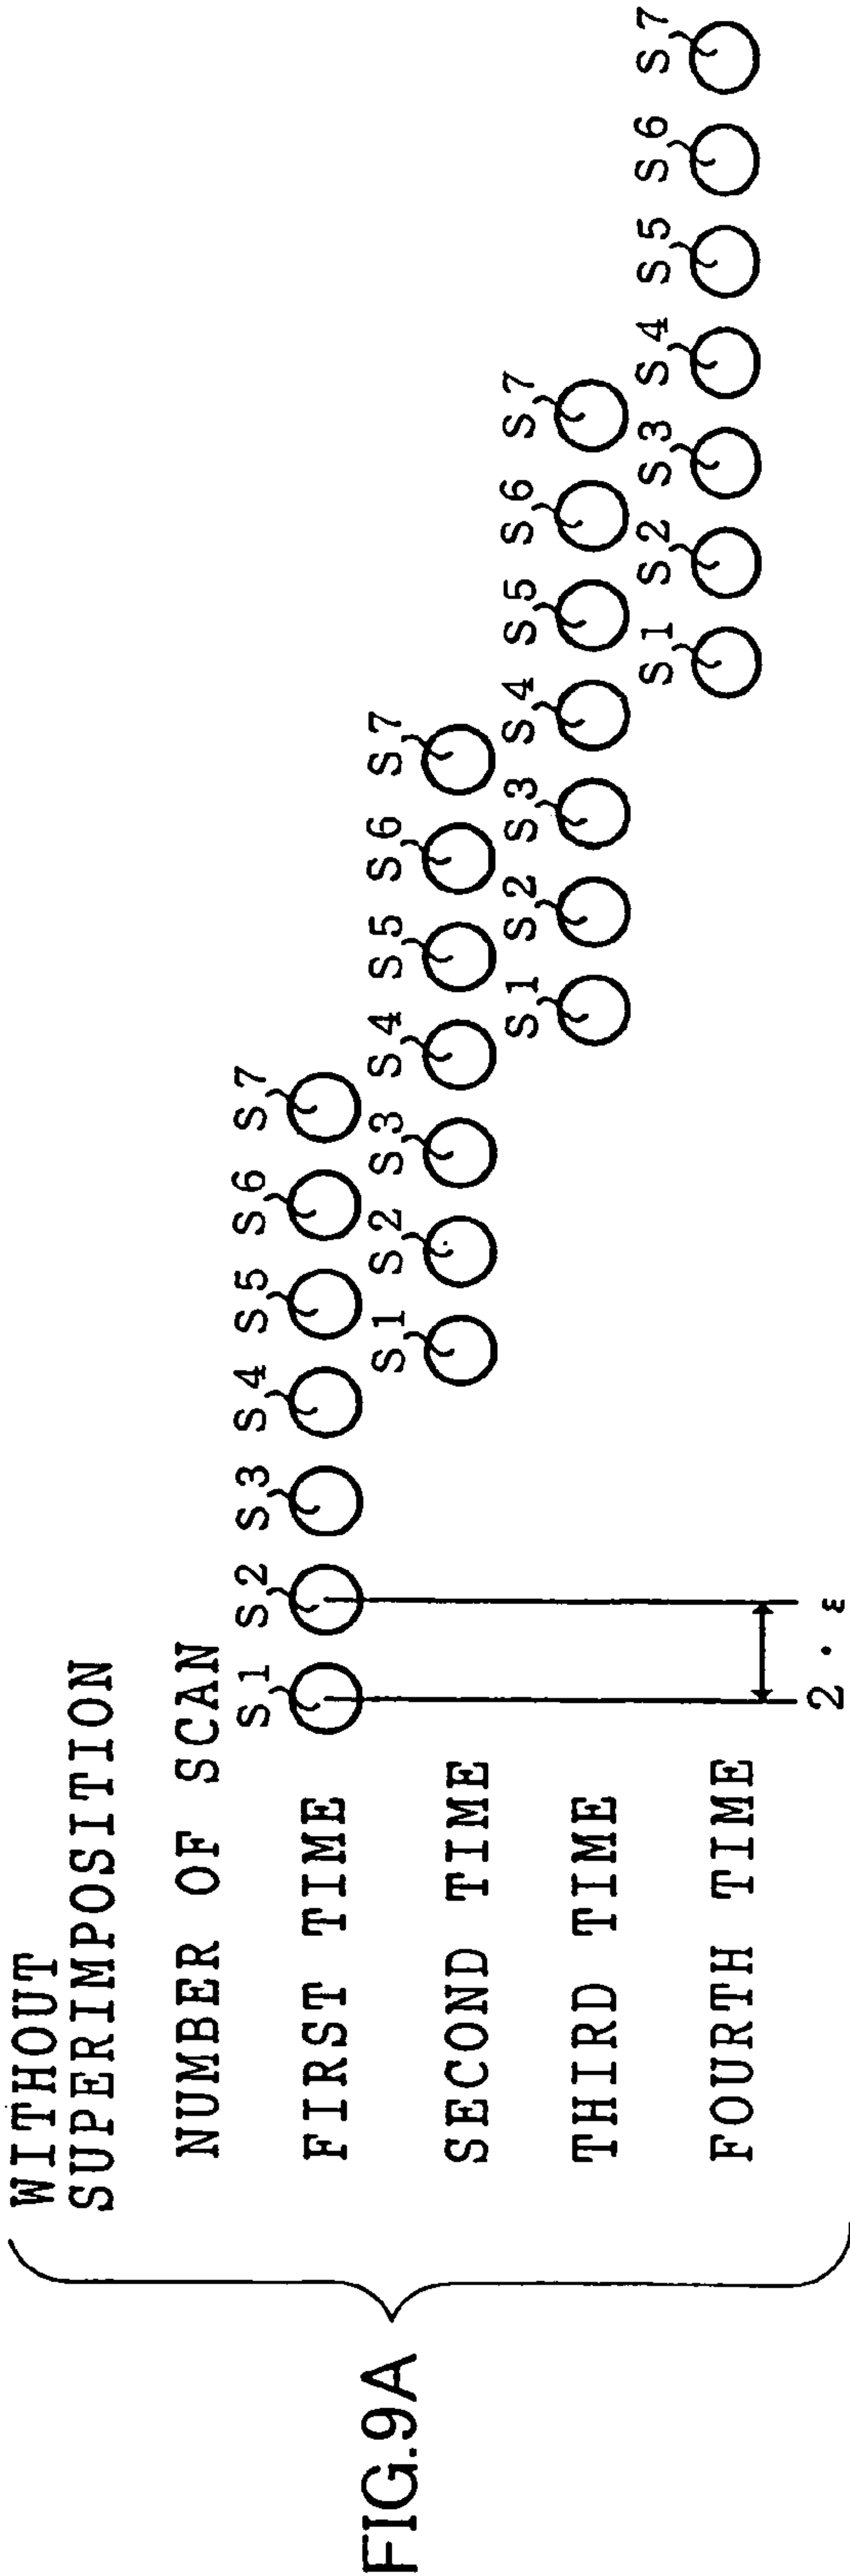 FIG.9A
WITHOUT
SUPERIMPOSITION
NUMBER OF SCAN
S1 S2 S3 S4 S5 S6 S7
FIRST TIME
S1 S2 S3 S4 S5 S6 S7
SECOND TIME
S1 S2 S3 S4 S5 S6 S7
THIRD TIME
S1 S2 S3 S4 S5 S6 S7
FOURTH TIME
2・ε